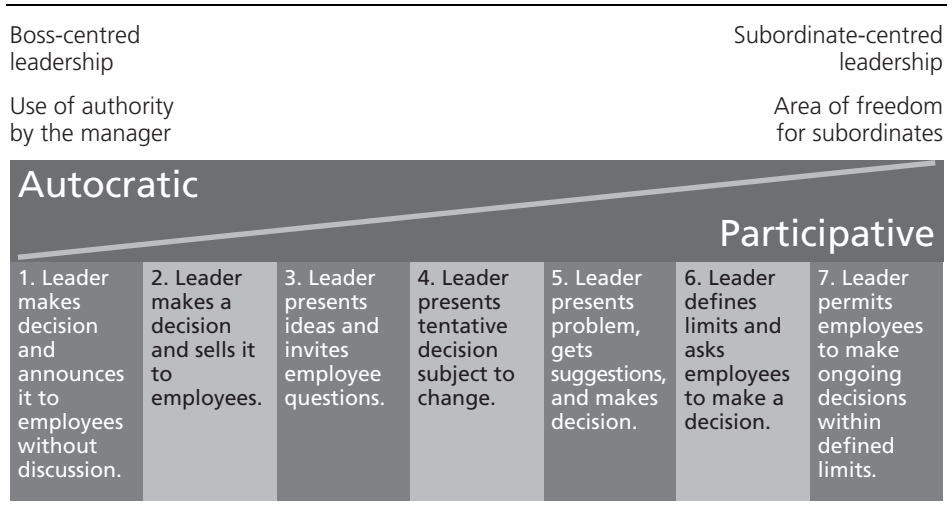 Boss-centred
leadership
Subordinate-centred
leadership
Use of authority
by the manager
Area of freedom
for subordinates
Autocratic
Participative
1. Leader
makes
decision
and
announces
it to
employees
without
discussion.
2. Leader
makes a
decision
and sells it
to
employees.
3. Leader
presents
ideas and
invites
employee
questions.
4. Leader
presents
tentative
decision
subject to
change.
5. Leader
presents
problem,
gets
suggestions,
and makes
decision.
6. Leader
defines
limits and
asks
employees
to make a
decision.
7. Leader
permits
employees
to make
ongoing
decisions
within
defined
limits.